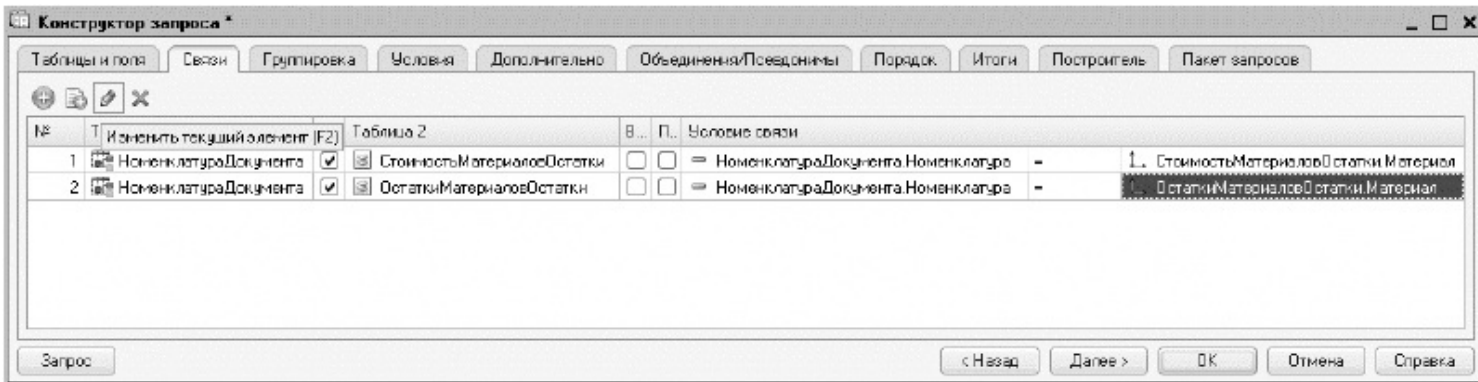 Конструктор запроса *
Таблицы и поля Связи Группировка Условия Дополнительно Объединения/Псевдонимы Порядок Итоги Построитель Пакет запросов
№ Т Изменить текущий элемент (F2) Таблица 2 В... П.. Условие связи
1 НоменклатураДокумента СтоимостьМатериаловОстатки НоменклатураДокумента.Номенклатура = СтоимостьМатериаловОстатки.Материал
2 НоменклатураДокумента ОстаткиМатериаловОстатки НоменклатураДокумента.Номенклатура = ОстаткиМатериаловОстатки.Материал
Запрос < Назад Далее > ОК Отмена Справка